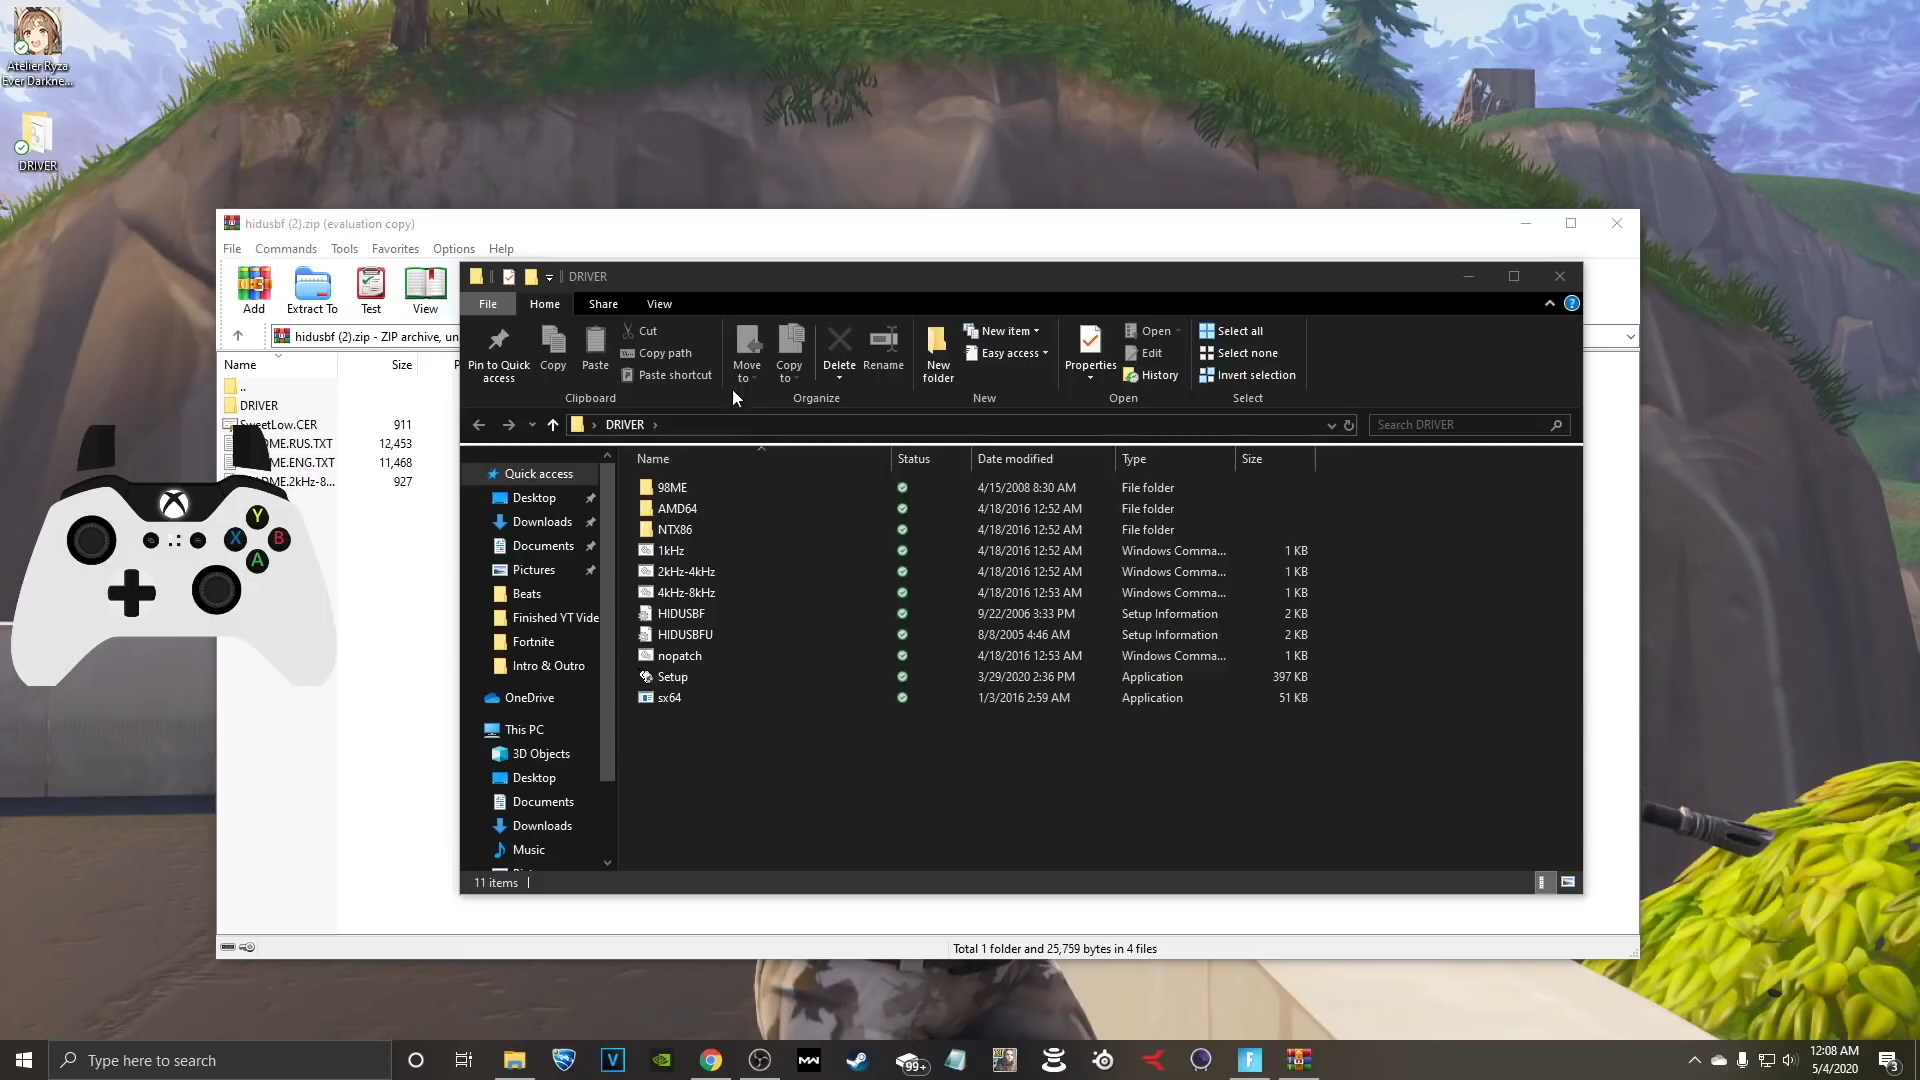 Atelier Ryza
Ever Darkne...
DRIVER
hidusbf (2).zip (evaluation copy)
File Commands Tools Favorites Options Help
Add Extract To Test View
hidusbf (2).zip - ZIP archive, un
Name Size P
..
DRIVER
SweetLow.CER 911
ME.RUS.TXT 12,453
ME.ENG.TXT 11,468
ME.2kHz-8... 927
Total 1 folder and 25,759 bytes in 4 files
DRIVER
File Home Share View
Pin to Quick access
Copy
Paste
Cut
Copy path
Paste shortcut
Clipboard
Move to
Copy to
Delete
Rename
Organize
New folder
New item
Easy access
New
Properties
Open
Edit
History
Open
Select all
Select none
Invert selection
Select
DRIVER
Search DRIVER
Quick access
Desktop
Downloads
Documents
Pictures
Beats
Finished YT Vide
Fortnite
Intro & Outro
OneDrive
This PC
3D Objects
Desktop
Documents
Downloads
Music
Name Status Date modified Type Size
98ME 4/15/2008 8:30 AM File folder
AMD64 4/18/2016 12:52 AM File folder
NTX86 4/18/2016 12:52 AM File folder
1kHz 4/18/2016 12:52 AM Windows Comma... 1 KB
2kHz-4kHz 4/18/2016 12:52 AM Windows Comma... 1 KB
4kHz-8kHz 4/18/2016 12:53 AM Windows Comma... 1 KB
HIDUSBF 9/22/2006 3:33 PM Setup Information 2 KB
HIDUSBFU 8/8/2005 4:46 AM Setup Information 2 KB
nopatch 4/18/2016 12:53 AM Windows Comma... 1 KB
Setup 3/29/2020 2:36 PM Application 397 KB
sx64 1/3/2016 2:59 AM Application 51 KB
11 items
Y
X B
A
Type here to search
V
MW
99+
F
12:08 AM
5/4/2020
3